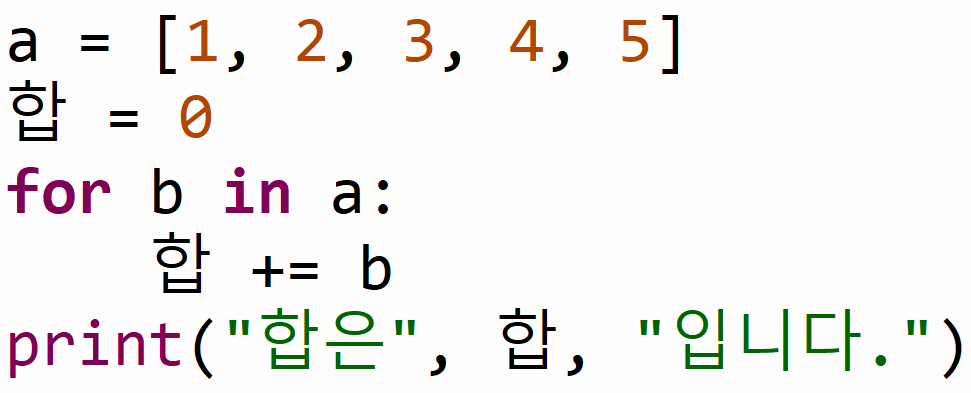 a = [1, 2, 3, 4, 5]
합 = 0
for b in a:
    합 += b
print("합은", 합, "입니다.")